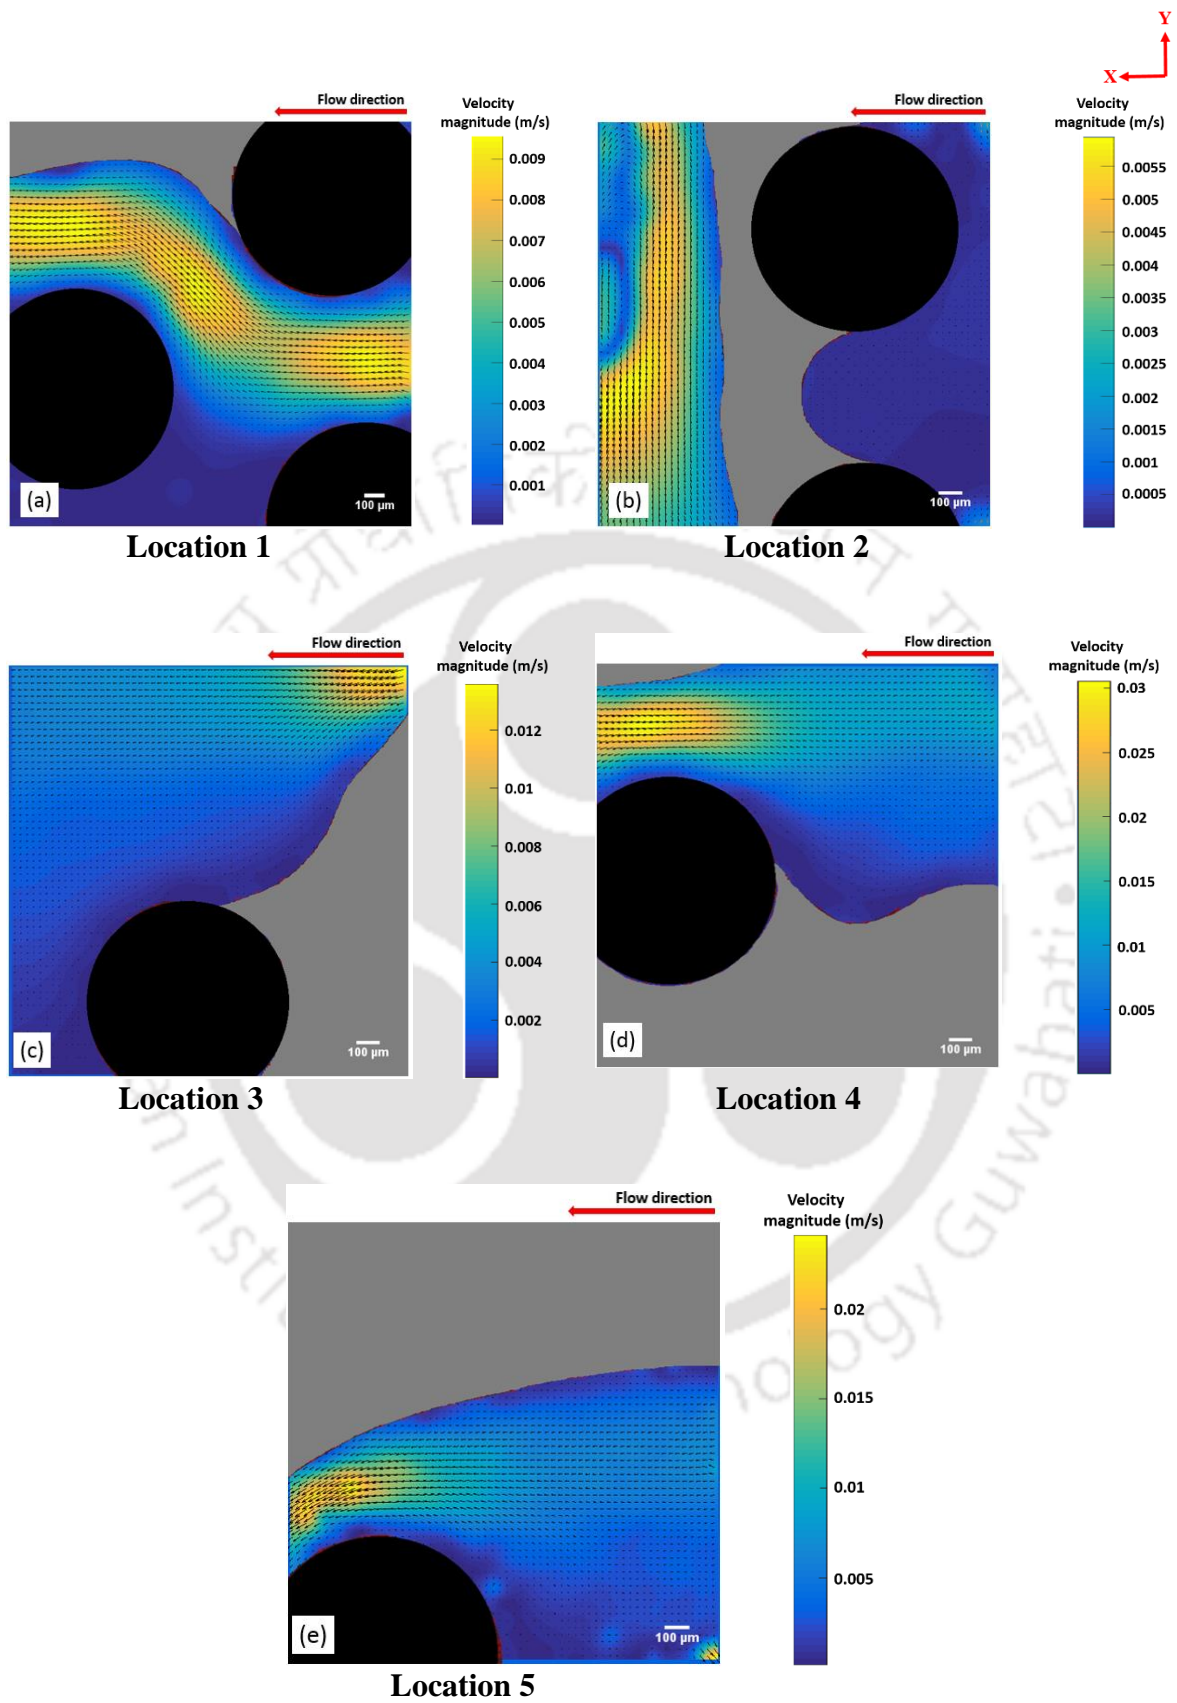 Y
X
Flow direction
Velocity
magnitude (m/s)
0.009
0.008
0.007
0.006
0.005
0.004
0.003
0.002
0.001
(a)
100 µm
Location 1
Flow direction
Velocity
magnitude (m/s)
0.0055
0.005
0.0045
0.004
0.0035
0.003
0.0025
0.002
0.0015
0.001
0.0005
(b)
100 µm
Location 2
Flow direction
Velocity
magnitude (m/s)
0.012
0.01
0.008
0.006
0.004
0.002
(c)
100 µm
Location 3
Flow direction
Velocity
magnitude (m/s)
0.03
0.025
0.02
0.015
0.01
0.005
(d)
100 µm
Location 4
Flow direction
Velocity
magnitude (m/s)
0.02
0.015
0.01
0.005
(e)
100 µm
Location 5
Guwahati